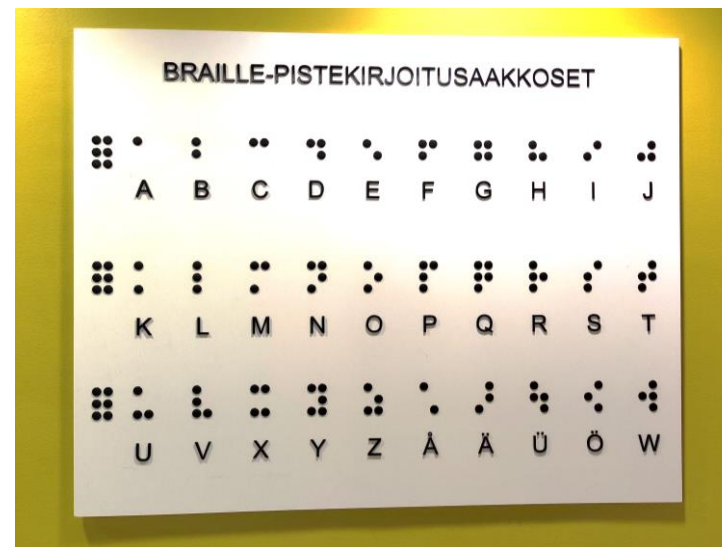 BRAILLE-PISTEKIRJOITUSAAKKOSET
⠿ ⠁ ⠃ ⠉ ⠙ ⠑ ⠋ ⠛ ⠓ ⠊ ⠚
A B C D E F G H I J
⠿ ⠅ ⠇ ⠍ ⠝ ⠕ ⠏ ⠟ ⠗ ⠎ ⠞
K L M N O P Q R S T
⠿ ⠥ ⠧ ⠭ ⠽ ⠵ ⠡ ⠜ ⠳ ⠪ ⠺
U V X Y Z Å Ä Ü Ö W